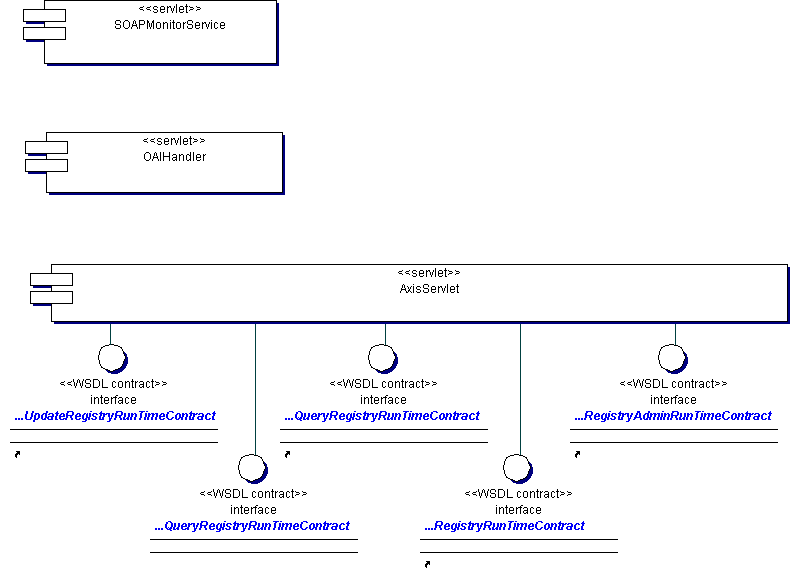 <<servlet>>
SOAPMonitorService
<<servlet>>
OAIHandler
<<servlet>>
AxisServlet
<<WSDL contract>>
interface
...UpdateRegistryRunTimeContract
<<WSDL contract>>
interface
...QueryRegistryRunTimeContract
<<WSDL contract>>
interface
...RegistryAdminRunTimeContract
<<WSDL contract>>
interface
...QueryRegistryRunTimeContract
<<WSDL contract>>
interface
...RegistryRunTimeContract